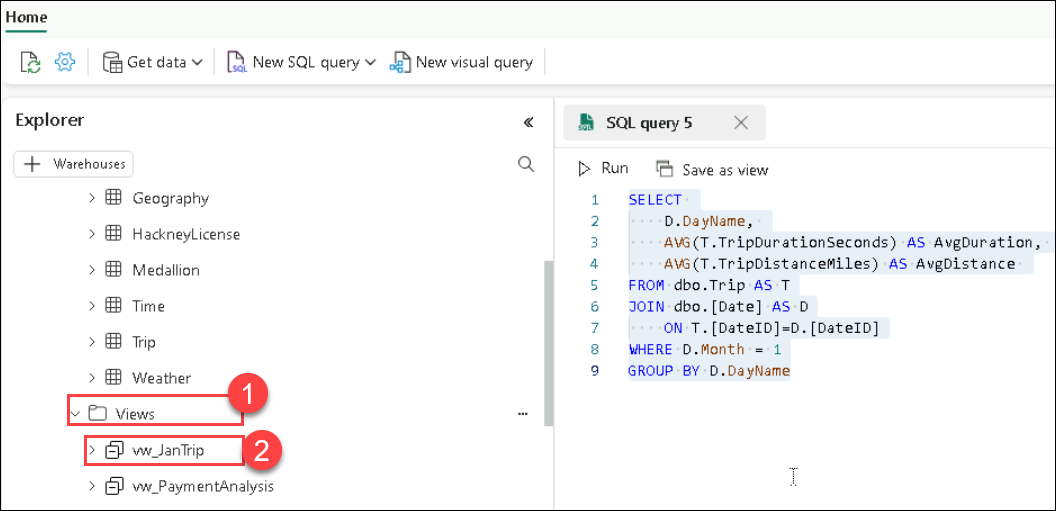 Home
Get data
New SQL query
New visual query
Explorer
Warehouses
Geography
HackneyLicense
Medallion
Time
Trip
Weather
Views
1
vw_JanTrip
2
vw_PaymentAnalysis
SQL query 5
Run
Save as view
1 SELECT
2 D.DayName,
3 AVG(T.TripDurationSeconds) AS AvgDuration,
4 AVG(T.TripDistanceMiles) AS AvgDistance
5 FROM dbo.Trip AS T
6 JOIN dbo.[Date] AS D
7 ON T.[DateID]=D.[DateID]
8 WHERE D.Month = 1
9 GROUP BY D.DayName